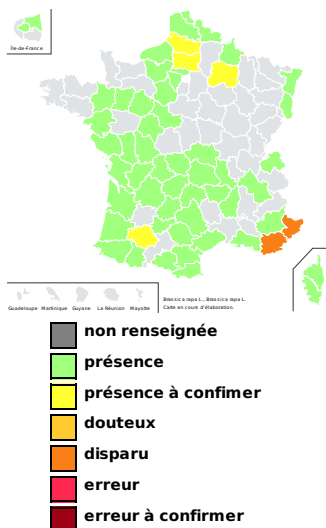 Île-de-France
Guadeloupe Martinique Guyane La Réunion Mayotte
Brassica rapa L., Brassica rapa L.
Carte en cours d'élaboration.
non renseignée
présence
présence à confimer
douteux
disparu
erreur
erreur à confirmer